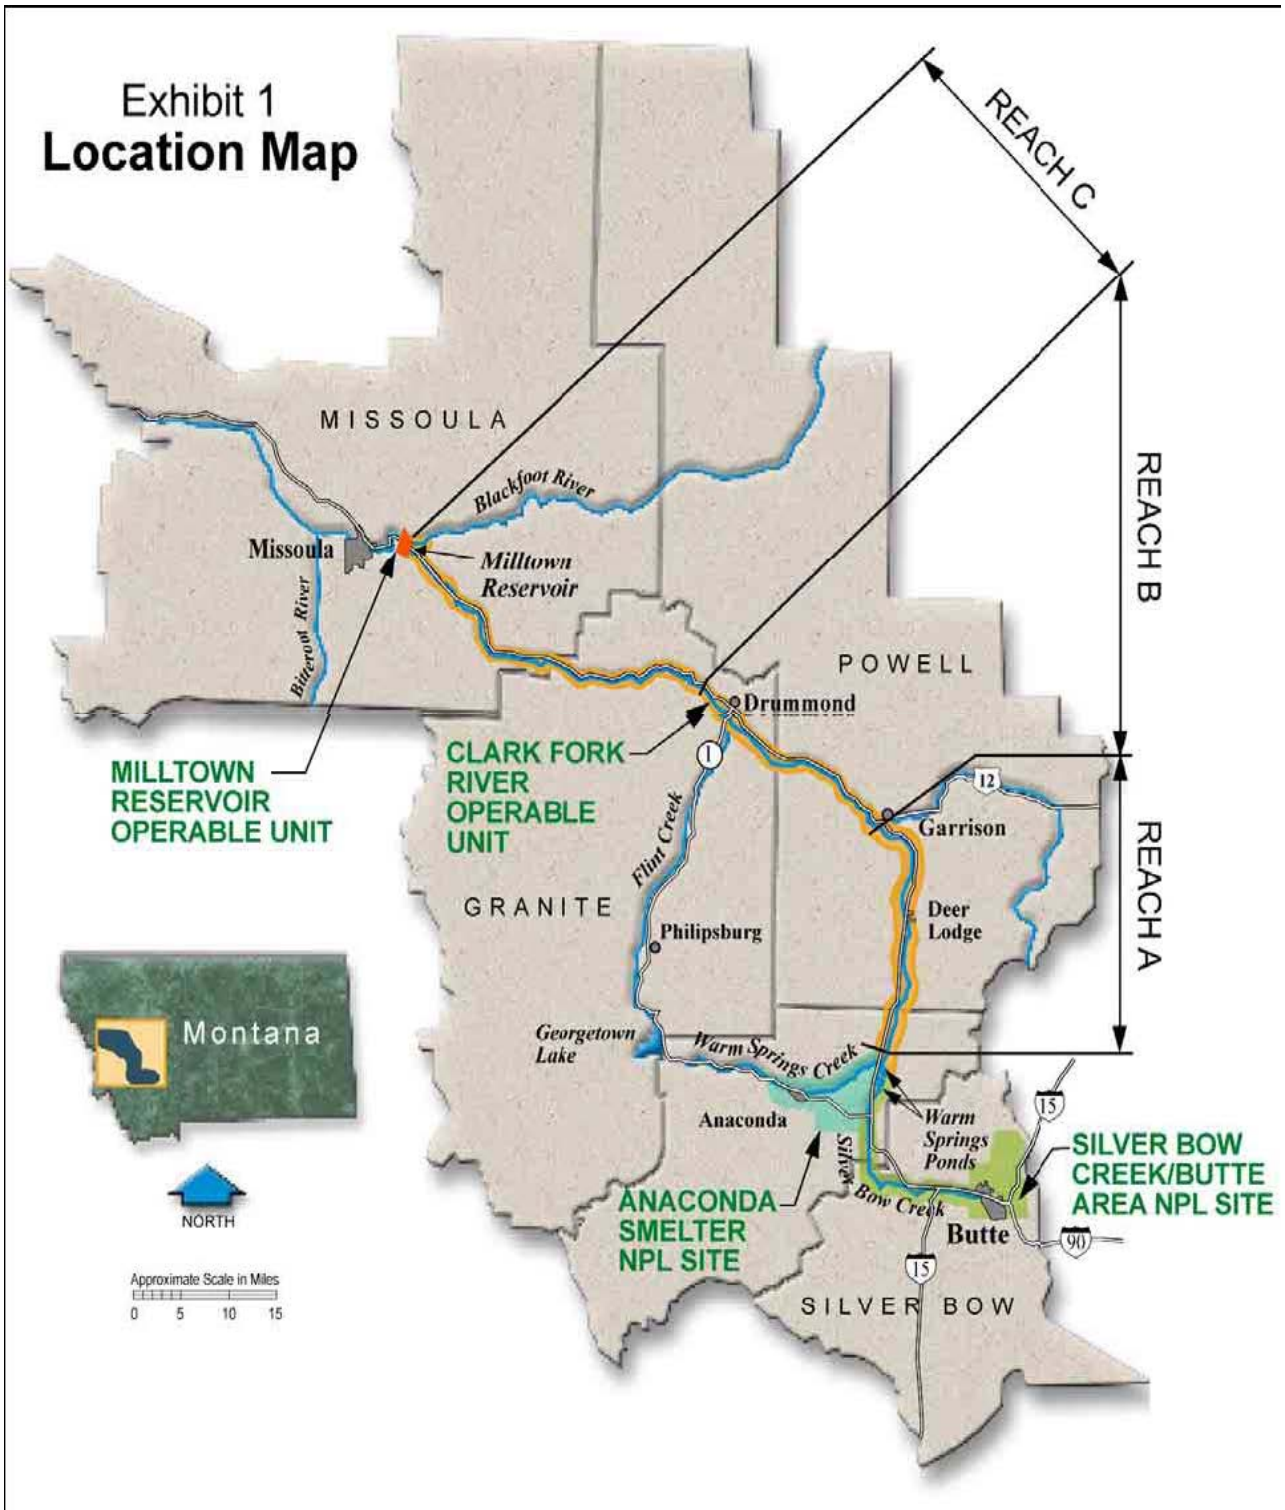 Exhibit 1
Location Map
REACH C
REACH B
REACH A
MISSOULA
Blackfoot River
Missoula
Milltown
Reservoir
Bitteroot River
POWELL
Drummond
CLARK FORK
RIVER
OPERABLE
UNIT
MILLTOWN
RESERVOIR
OPERABLE UNIT
1
12
Garrison
Flint Creek
GRANITE
Deer
Lodge
Philipsburg
Montana
Georgetown
Lake
Warm Springs Creek
Anaconda
Warm
Springs
Ponds
15
SILVER BOW
CREEK/BUTTE
AREA NPL SITE
Silver
Bow Creek
ANACONDA
SMELTER
NPL SITE
Butte
90
15
SILVER BOW
NORTH
Approximate Scale in Miles
0 5 10 15